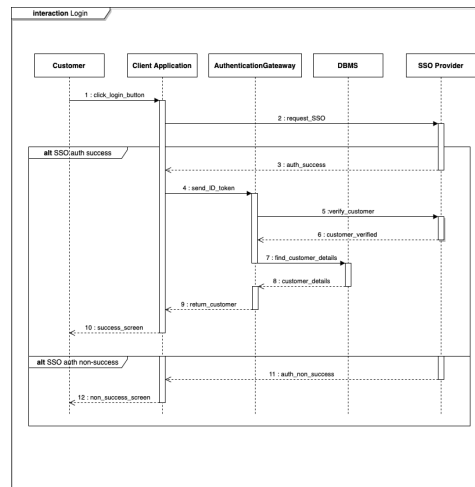 interaction Login
Customer
Client Application
AuthenticationGateaway
DBMS
SSO Provider
1 : click_login_button
2 : request_SSO
alt SSO auth success
3 : auth_success
4 : send_ID_token
5 :verify_customer
6 : customer_verified
7 : find_customer_details
8 : customer_details
9 : return_customer
10 : success_screen
alt SSO auth non-success
11 : auth_non_success
12 : non_success_screen